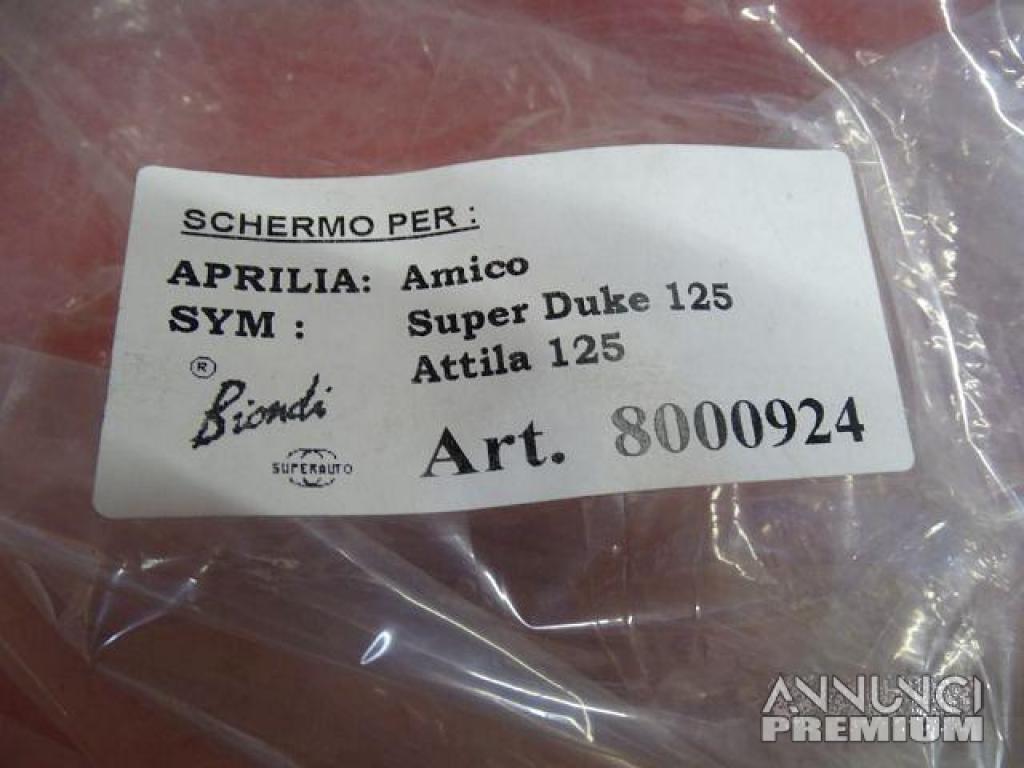 SCHERMO PER :
APRILIA: Amico
SYM : Super Duke 125
Attila 125
®
Biondi
SUPERAUTO
Art. 8000924
ANNUNCI
PREMIUM